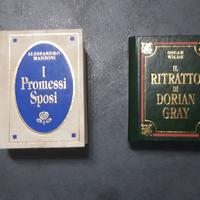 ALESSANDRO
MANZONI
I
Promessi
Sposi
OSCAR
WILDE
IL
RITRATTO
DI
DORIAN
GRAY